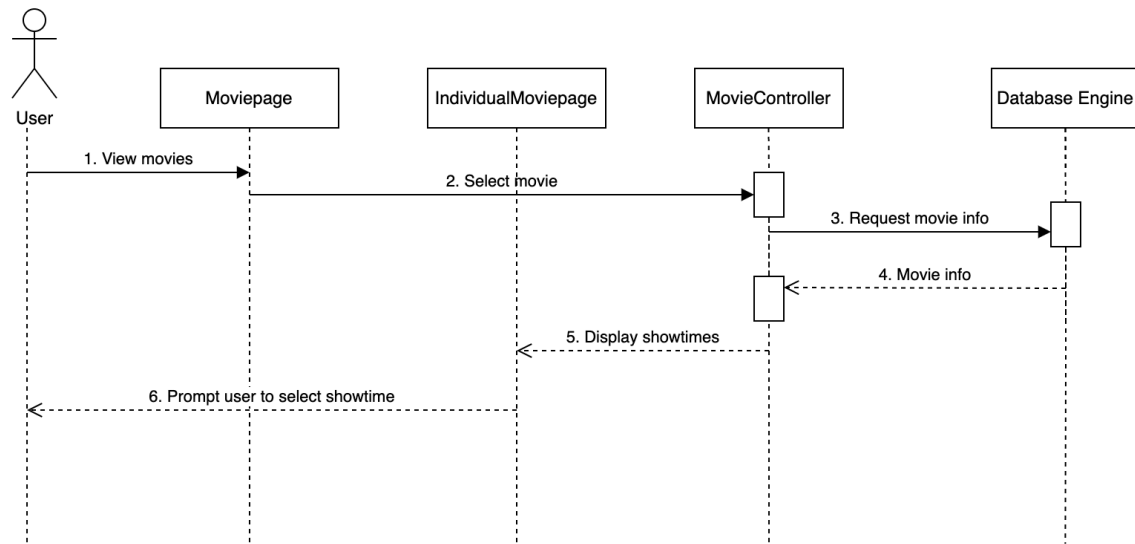 User
Moviepage
IndividualMoviepage
MovieController
Database Engine
1. View movies
2. Select movie
3. Request movie info
4. Movie info
5. Display showtimes
6. Prompt user to select showtime